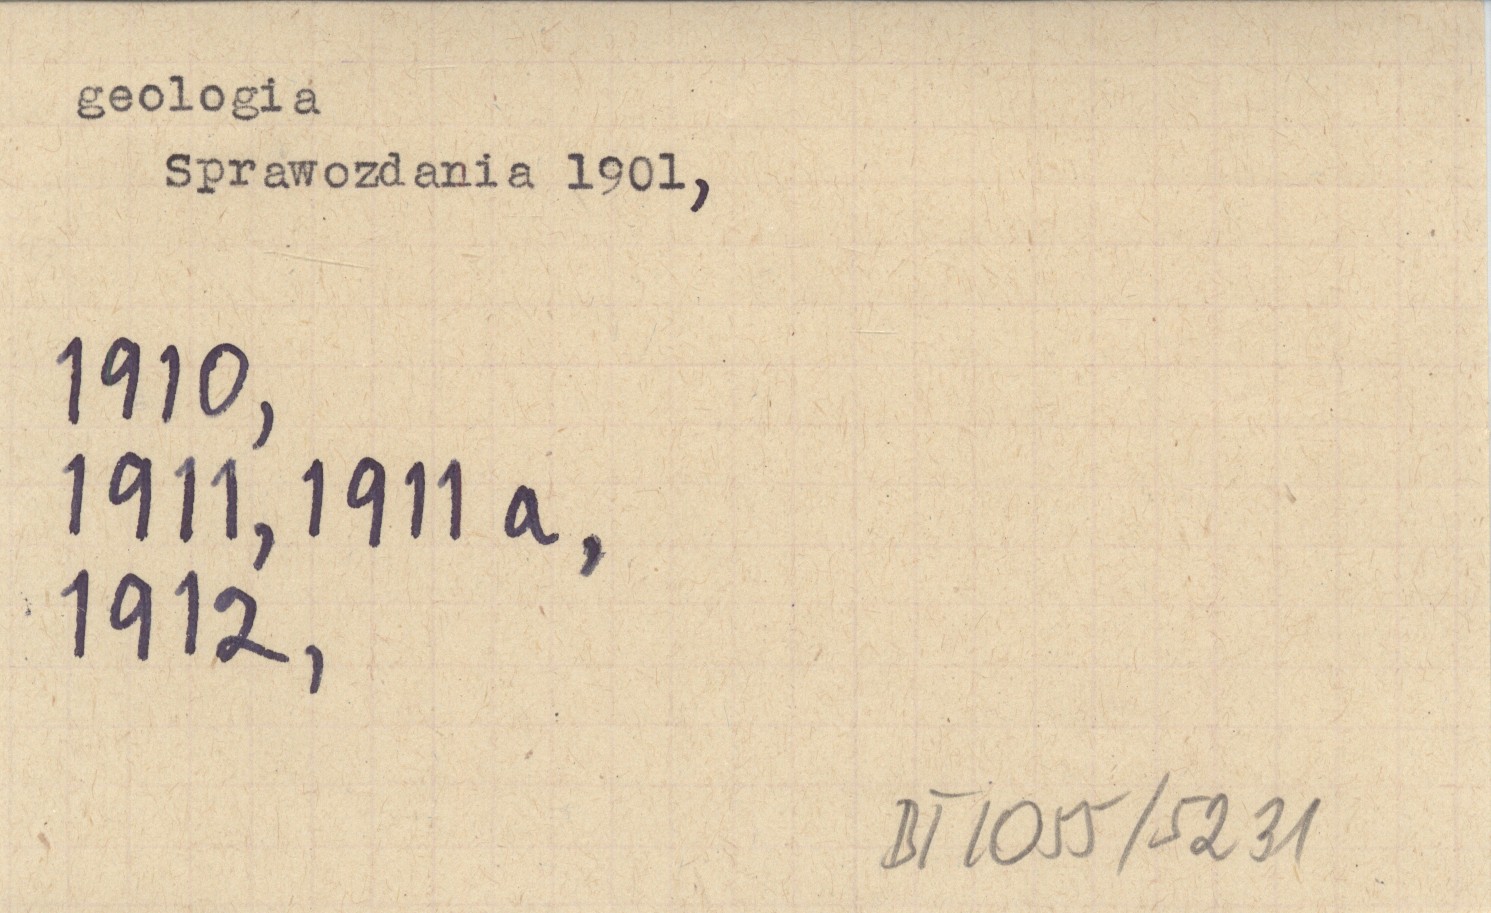 geologia
Sprawozdania 1901,
1910,
1911, 1911 a,
1912,
BT 1055/5231